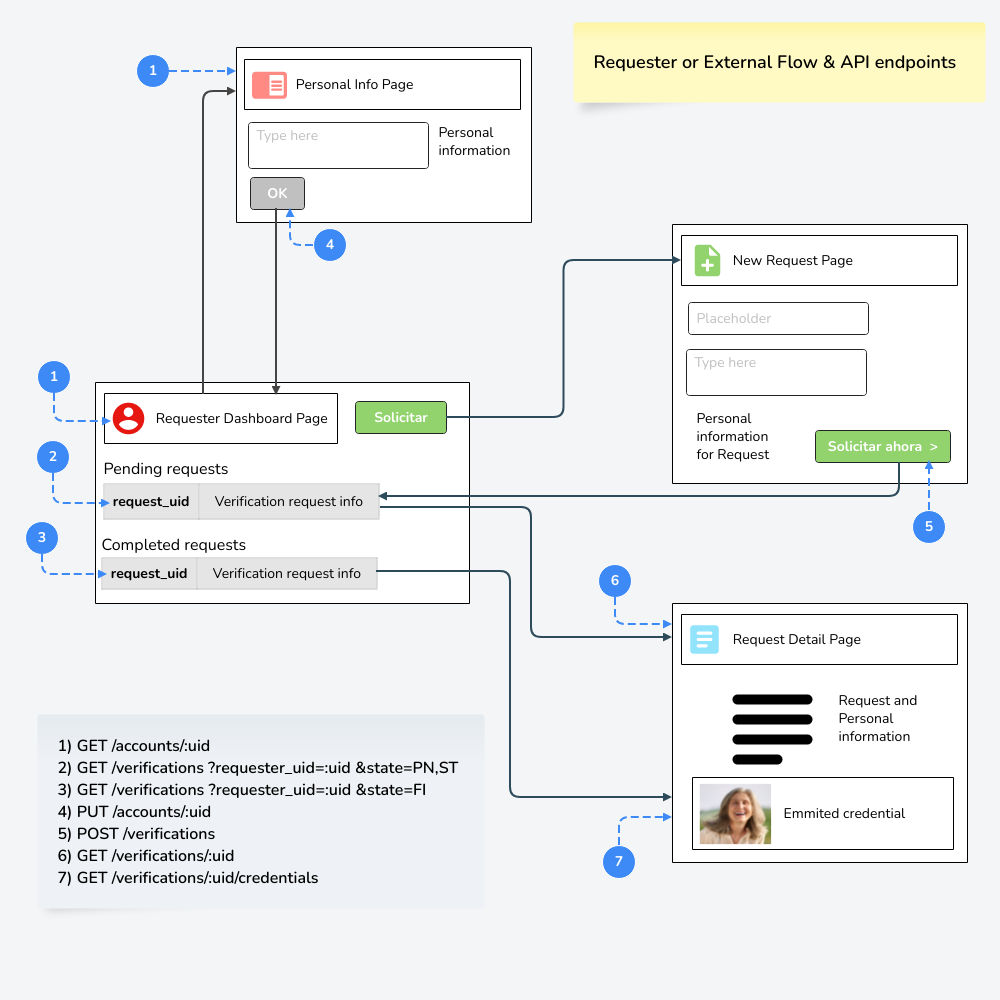 Requester or External Flow & API endpoints
1
Personal Info Page
Type here
Personal
information
OK
4
New Request Page
Placeholder
Type here
Personal
information
for Request
Solicitar ahora >
5
1
Requester Dashboard Page
Solicitar
2
Pending requests
request_uid Verification request info
3
Completed requests
request_uid Verification request info
6
Request Detail Page
Request and
Personal
information
Emmited credential
7
1) GET /accounts/:uid
2) GET /verifications ?requester_uid=:uid &state=PN,ST
3) GET /verifications ?requester_uid=:uid &state=FI
4) PUT /accounts/:uid
5) POST /verifications
6) GET /verifications/:uid
7) GET /verifications/:uid/credentials